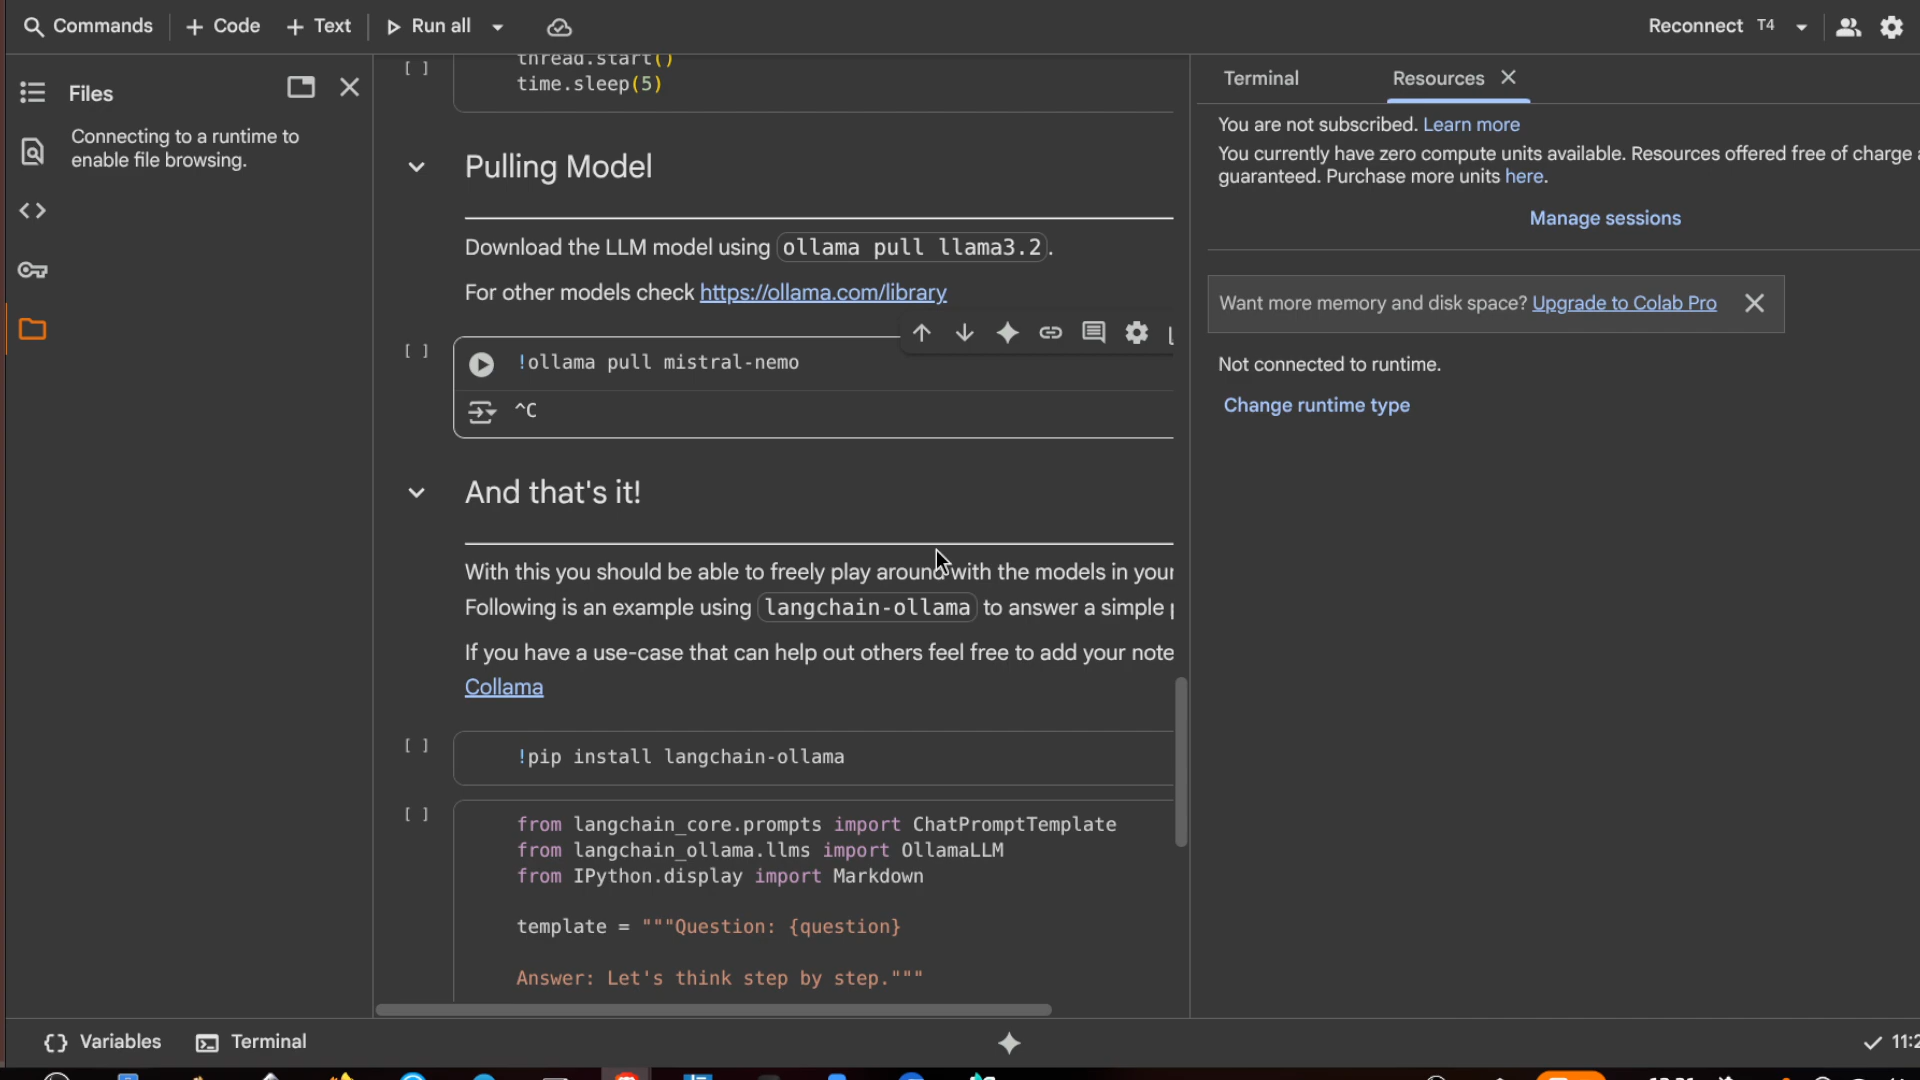 Commands
+ Code
+ Text
Run all
Reconnect T4
Files
Connecting to a runtime to
enable file browsing.
[ ]
thread.start()
time.sleep(5)
Pulling Model
Download the LLM model using ollama pull llama3.2.
For other models check https://ollama.com/library
[ ]
!ollama pull mistral-nemo
^C
And that's it!
With this you should be able to freely play around with the models in your
Following is an example using langchain-ollama to answer a simple
If you have a use-case that can help out others feel free to add your note
Collama
[ ]
!pip install langchain-ollama
[ ]
from langchain_core.prompts import ChatPromptTemplate
from langchain_ollama.llms import OllamaLLM
from IPython.display import Markdown
template = """Question: {question}
Answer: Let's think step by step."""
Terminal
Resources
You are not subscribed. Learn more
You currently have zero compute units available. Resources offered free of charge
guaranteed. Purchase more units here.
Manage sessions
Want more memory and disk space? Upgrade to Colab Pro
Not connected to runtime.
Change runtime type
{} Variables
Terminal
11:2